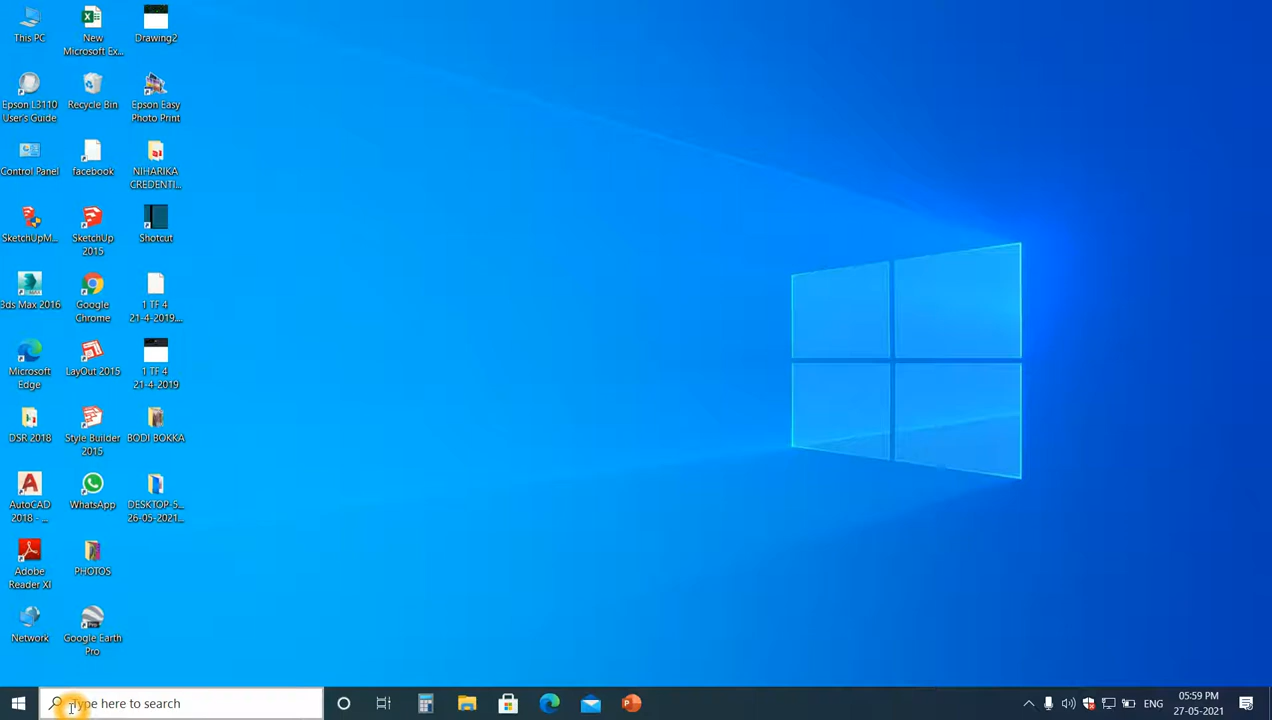 This PC
New
Microsoft Ex...
Drawing2
Epson L3110
User's Guide
Recycle Bin
Epson Easy
Photo Print
Control Panel
facebook
NIHARIKA
CREDENTI...
SketchUpM...
SketchUp
2015
Shotcut
3ds Max 2016
Google
Chrome
1 TF 4
21-4-2019....
Microsoft
Edge
LayOut 2015
1 TF 4
21-4-2019
DSR 2018
Style Builder
2015
BODI BOKKA
AutoCAD
2018 - ...
WhatsApp
DESKTOP-5...
26-05-2021...
Adobe
Reader XI
PHOTOS
Network
Google Earth
Pro
Type here to search
ENG
05:59 PM
27-05-2021